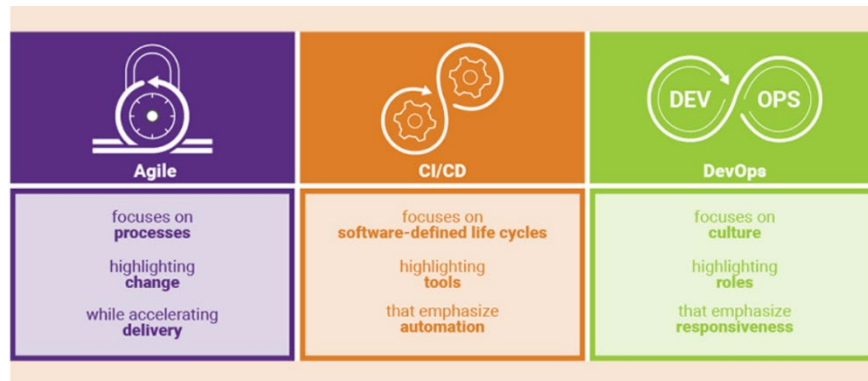 Agile
focuses on
processes
highlighting
change
while accelerating
delivery
CI/CD
focuses on
software-defined life cycles
highlighting
tools
that emphasize
automation
DEV OPS
DevOps
focuses on
culture
highlighting
roles
that emphasize
responsiveness